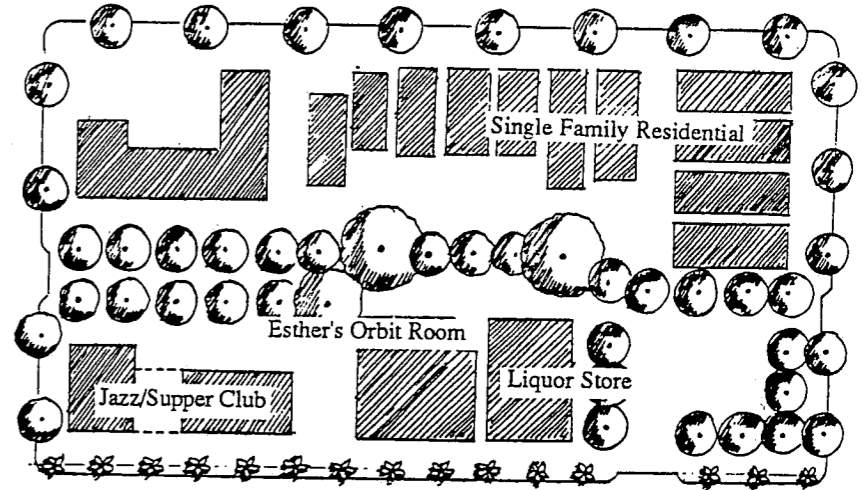 Single Family Residential
Esther's Orbit Room
Liquor Store
Jazz/Supper Club